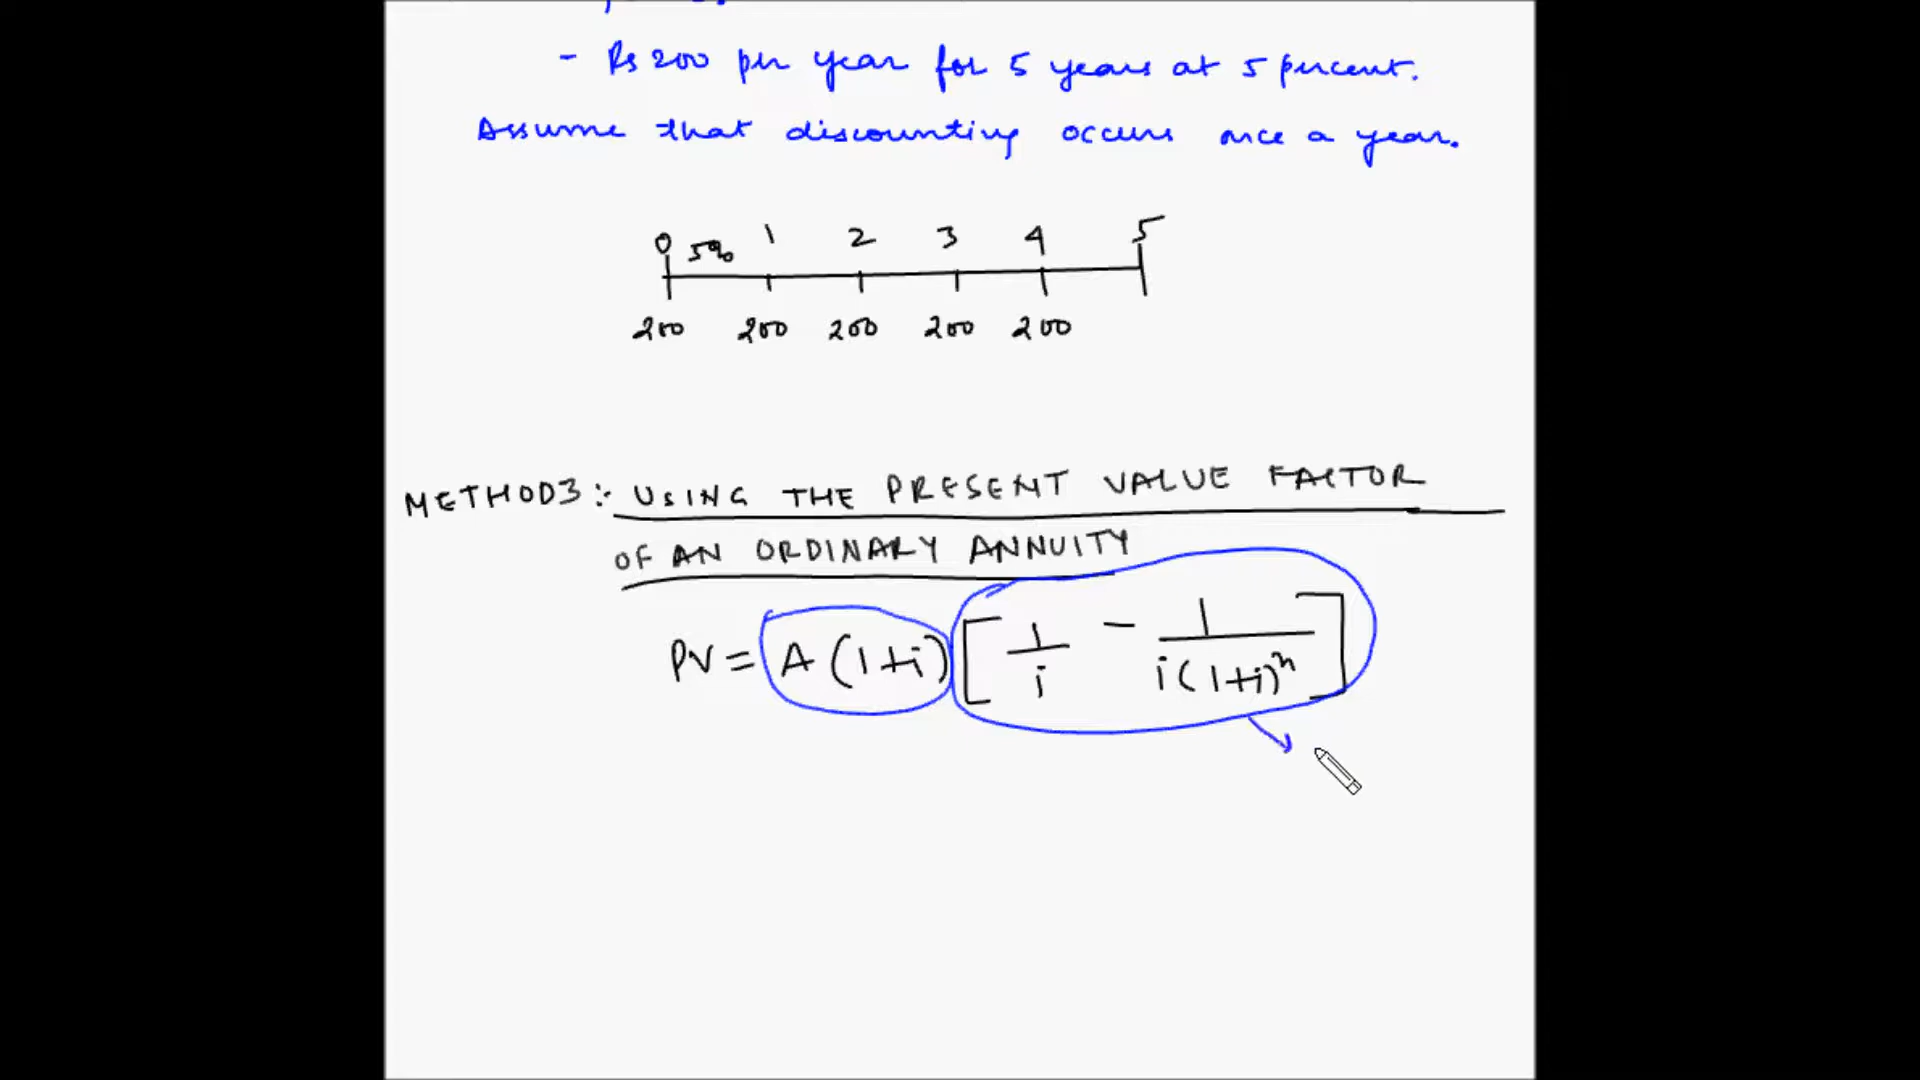 - Rs 200 per year for 5 years at 5 percent.
Assume that discounting occurs once a year.
0 5% 1 2 3 4 5
200 200 200 200 200
METHOD3:- USING THE PRESENT VALUE FACTOR
OF AN ORDINARY ANNUITY
PV = A(1+i) [1/i - 1/i(1+i)^n]